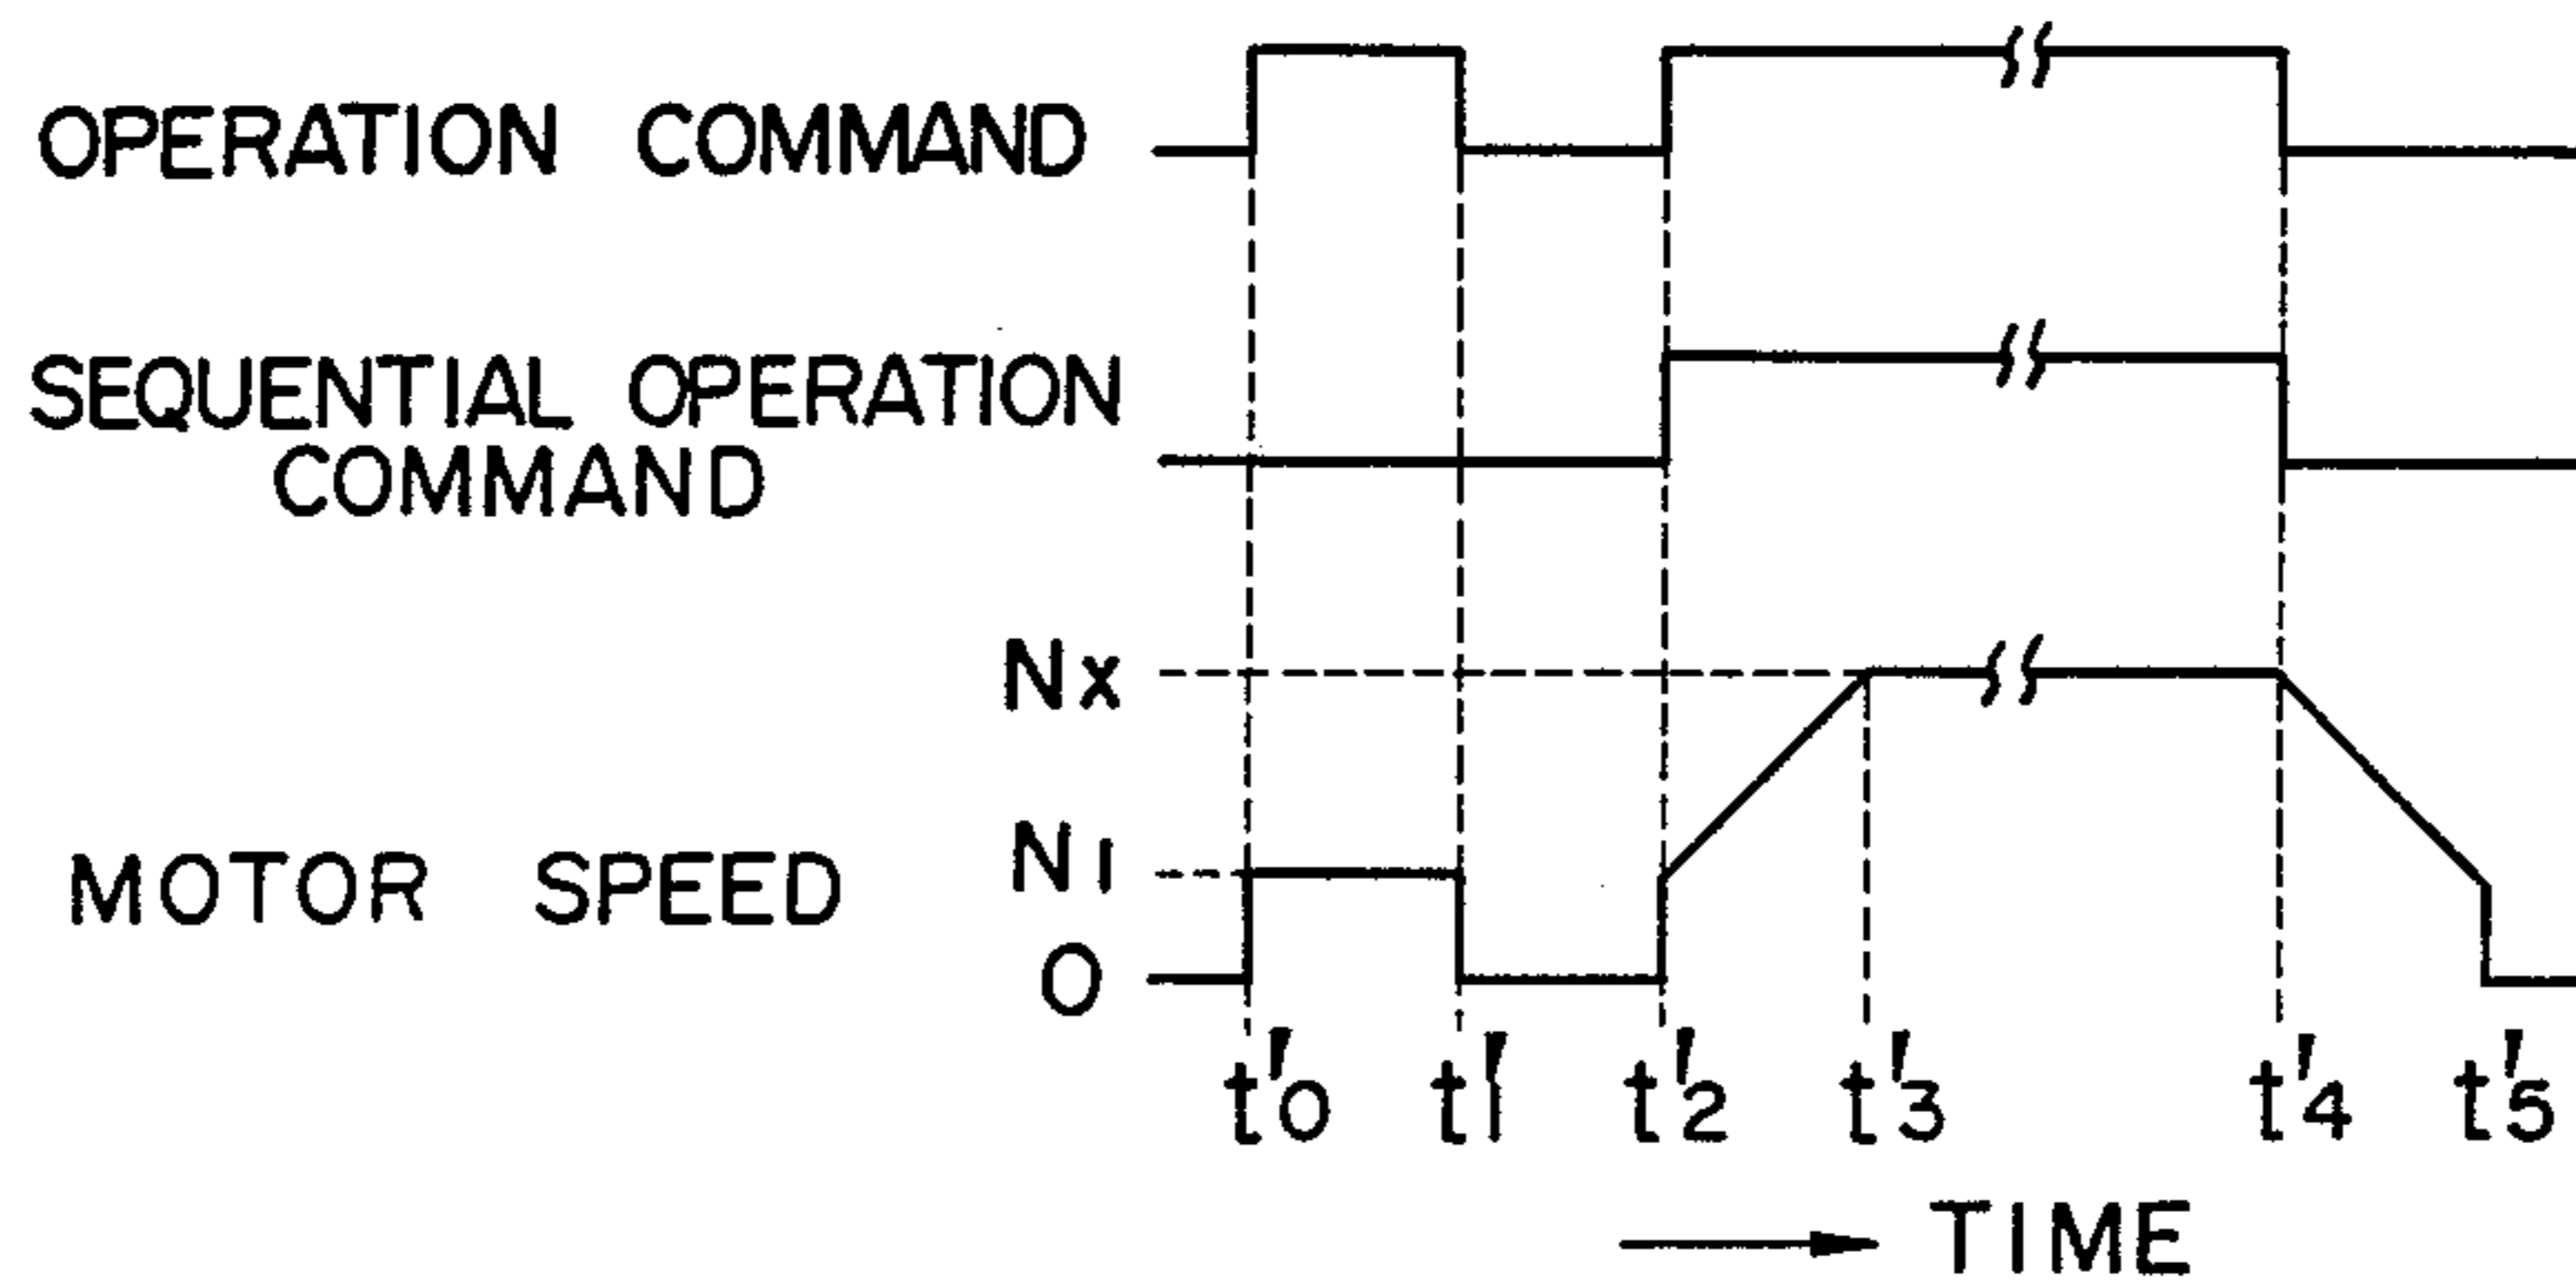 OPERATION COMMAND
SEQUENTIAL OPERATION
COMMAND
Nx
N1
MOTOR SPEED
0
t'0 t'1 t'2 t'3 t'4 t'5
TIME